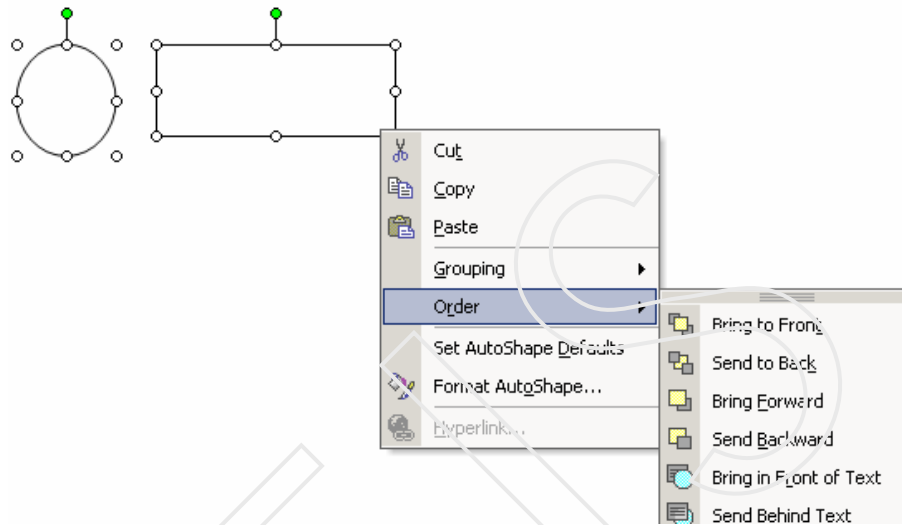 Cut
Copy
Paste
Grouping
Order
Set AutoShape Defaults
Format AutoShape...
Hyperlink...
Bring to Front
Send to Back
Bring Forward
Send Backward
Bring in Front of Text
Send Behind Text